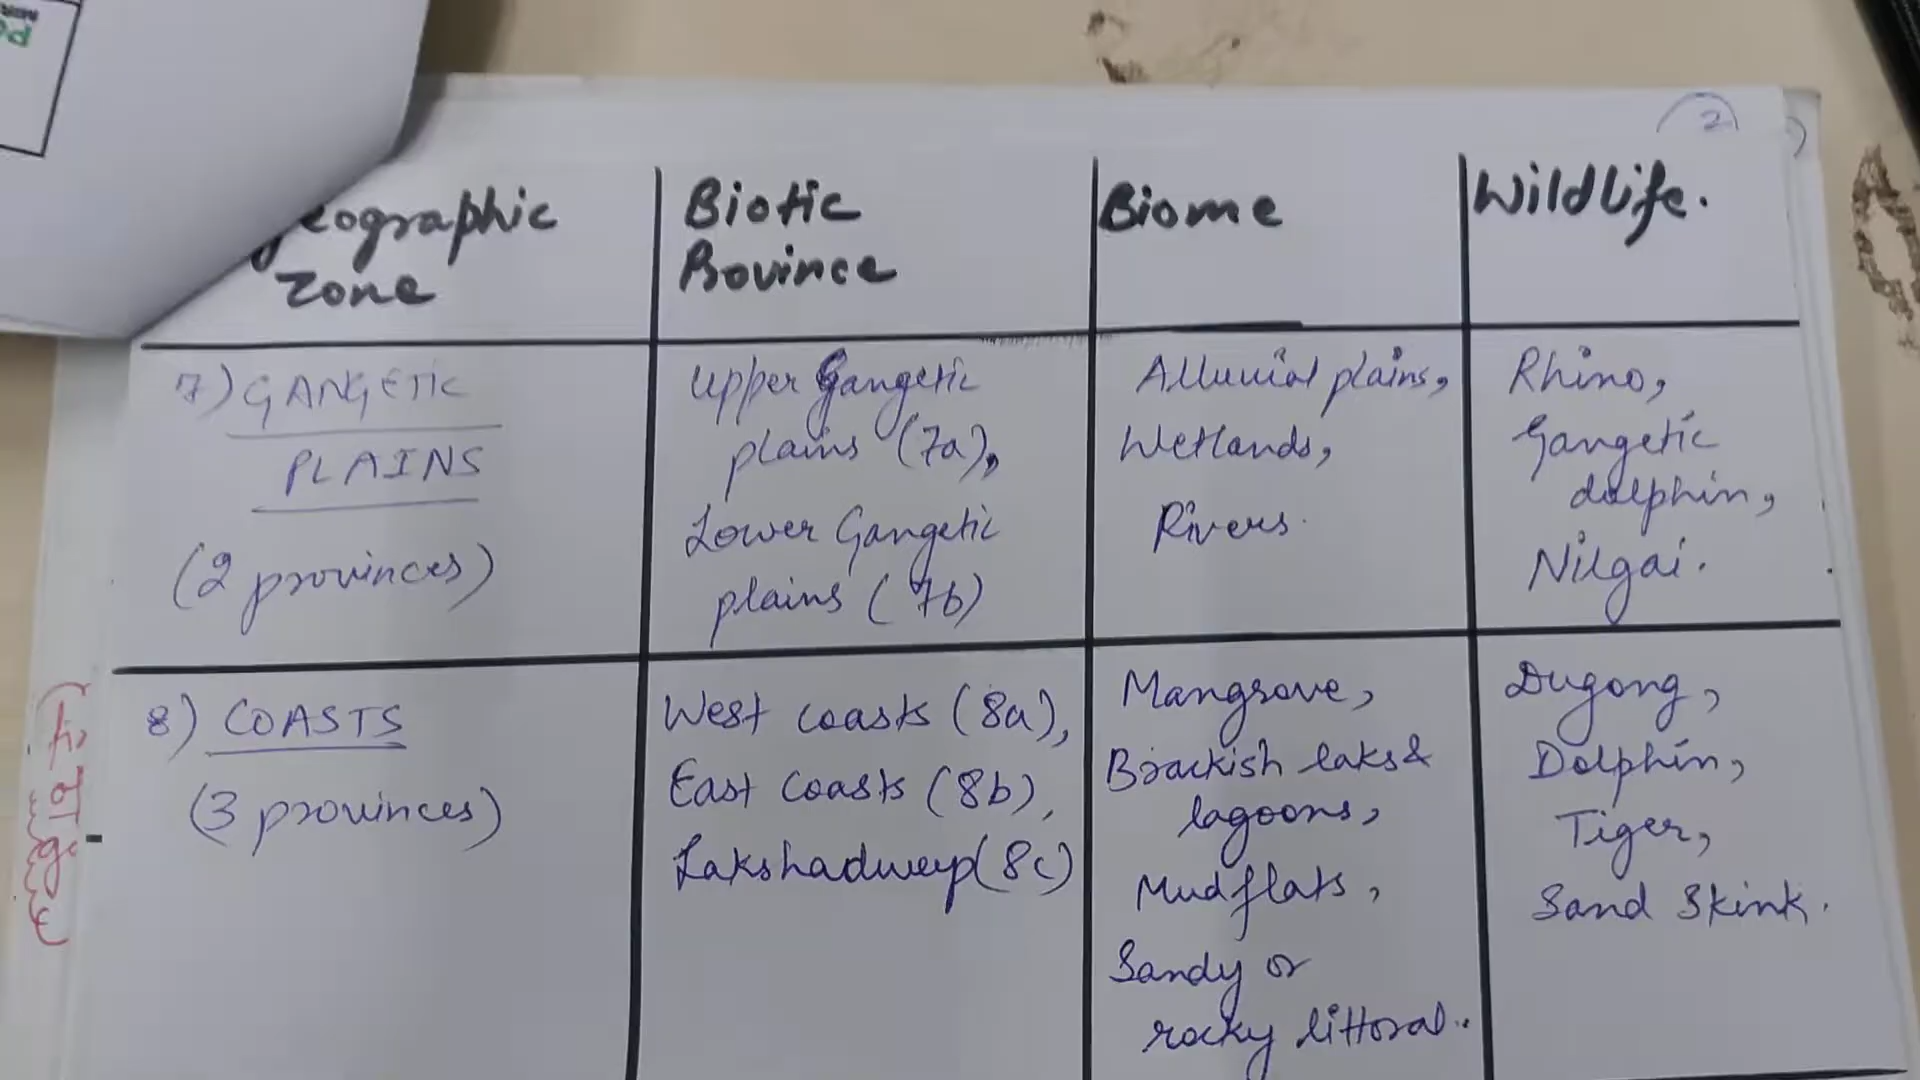 2
eographic
Zone
Biotic
Province
Biome
Wildlife.
7) GANGETIC
PLAINS
(2 provinces)
Upper Gangetic
plains (7a),
Lower Gangetic
plains (7b)
Alluvial plains,
Wetlands,
Rivers.
Rhino,
Gangetic
dolphin,
Nilgai.
8) COASTS
(3 provinces)
West coasts (8a),
East coasts (8b),
Lakshadweep (8c)
Mangrove,
Brackish laks &
lagoons,
Mudflats,
Sandy or
rocky littoral.
Dugong,
Dolphin,
Tiger,
Sand Skink.